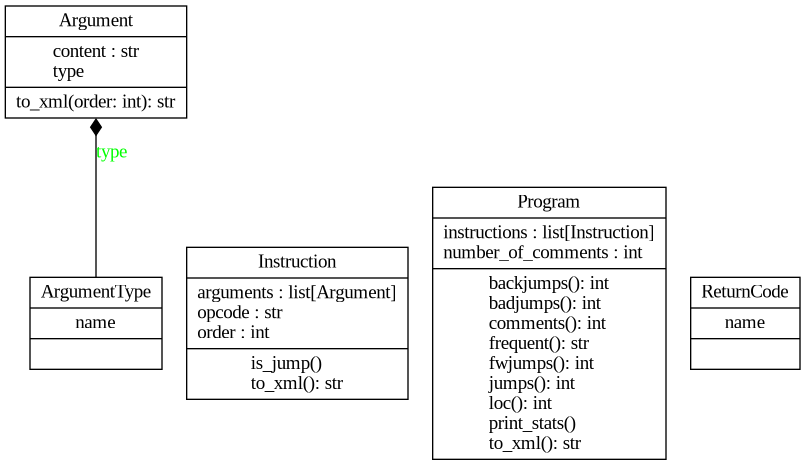 Argument
content : str
type
to_xml(order: int): str
type
ArgumentType
name
Instruction
arguments : list[Argument]
opcode : str
order : int
is_jump()
to_xml(): str
Program
instructions : list[Instruction]
number_of_comments : int
backjumps(): int
badjumps(): int
comments(): int
frequent(): str
fwjumps(): int
jumps(): int
loc(): int
print_stats()
to_xml(): str
ReturnCode
name